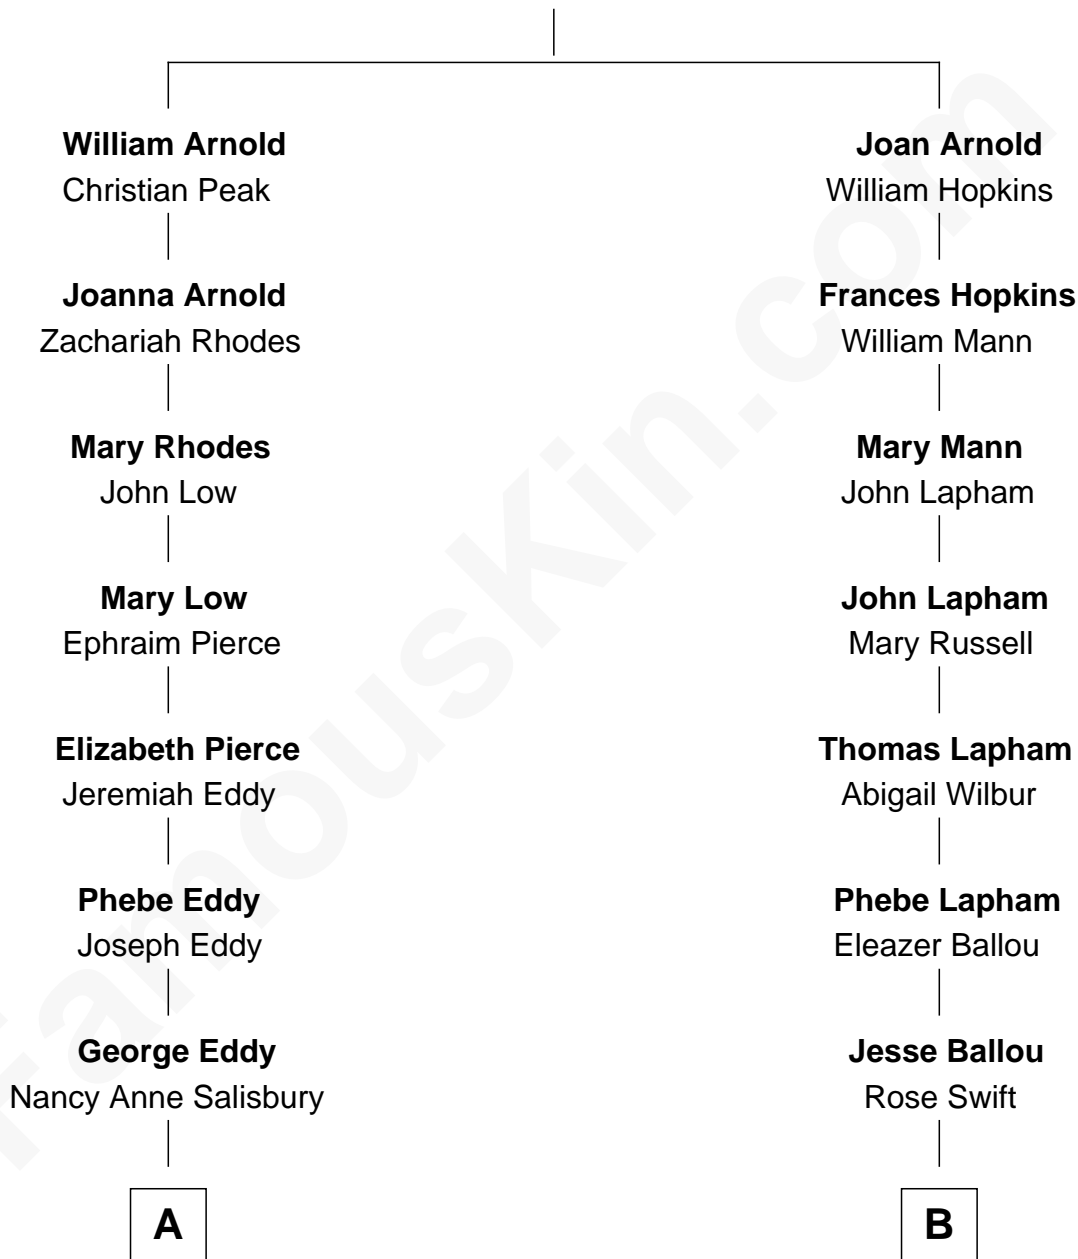 William Arnold
Christian Peak
Joanna Arnold
Zachariah Rhodes
Mary Rhodes
John Low
Mary Low
Ephraim Pierce
Elizabeth Pierce
Jeremiah Eddy
Phebe Eddy
Joseph Eddy
George Eddy
Nancy Anne Salisbury
A
Joan Arnold
William Hopkins
Frances Hopkins
William Mann
Mary Mann
John Lapham
John Lapham
Mary Russell
Thomas Lapham
Abigail Wilbur
Phebe Lapham
Eleazer Ballou
Jesse Ballou
Rose Swift
B
FamousKin.com